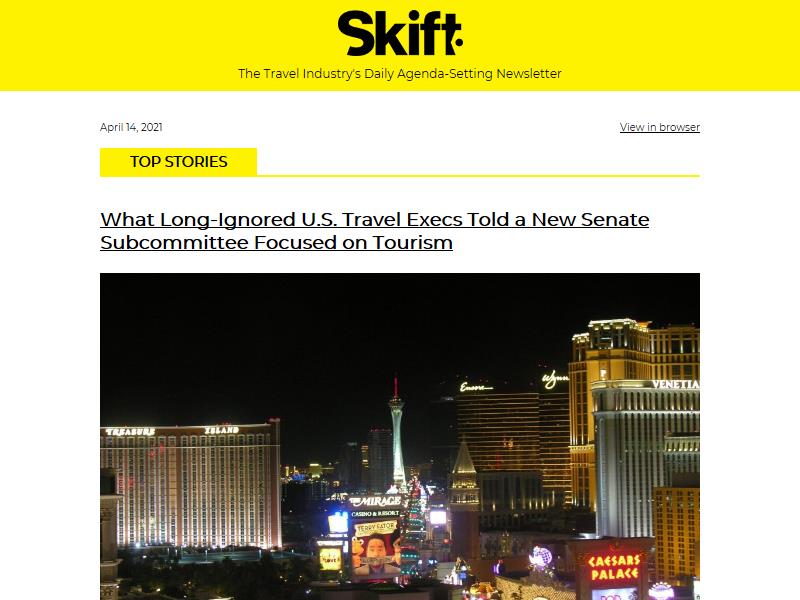 Skift
The Travel Industry's Daily Agenda-Setting Newsletter
April 14, 2021
View in browser
TOP STORIES
What Long-Ignored U.S. Travel Execs Told a New Senate
Subcommittee Focused on Tourism
Encore
Wynn
VENETIA
TREASURE ISLAND
MIRAGE
CASINO & RESORT
TERRY FATOR
LOVE
CAESARS
PALACE